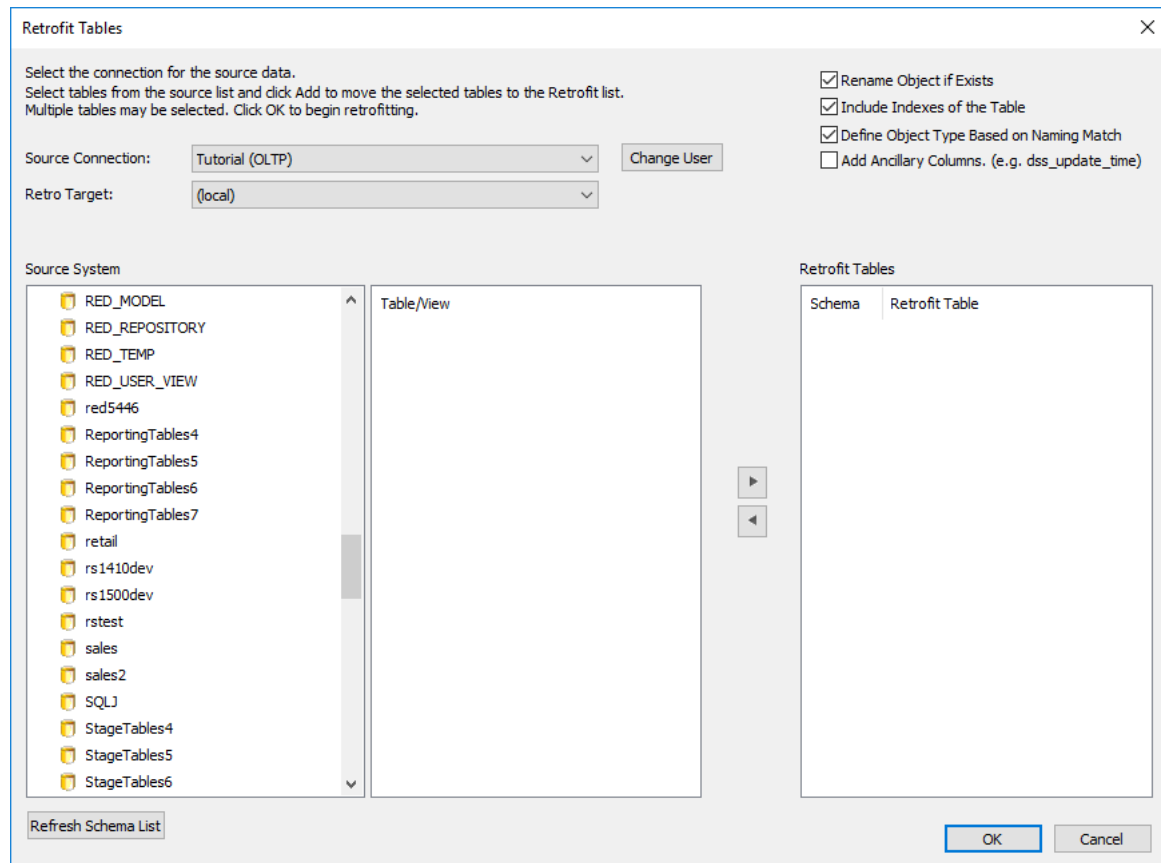 Retrofit Tables
Select the connection for the source data.
Select tables from the source list and click Add to move the selected tables to the Retrofit list.
Multiple tables may be selected. Click OK to begin retrofitting.
Rename Object if Exists
Include Indexes of the Table
Define Object Type Based on Naming Match
Add Ancillary Columns. (e.g. dss_update_time)
Source Connection:
Tutorial (OLTP)
Change User
Retro Target:
(local)
Source System
RED_MODEL
RED_REPOSITORY
RED_TEMP
RED_USER_VIEW
red5446
ReportingTables4
ReportingTables5
ReportingTables6
ReportingTables7
retail
rs1410dev
rs1500dev
rstest
sales
sales2
SQLJ
StageTables4
StageTables5
StageTables6
Table/View
Retrofit Tables
Schema Retrofit Table
Refresh Schema List
OK
Cancel